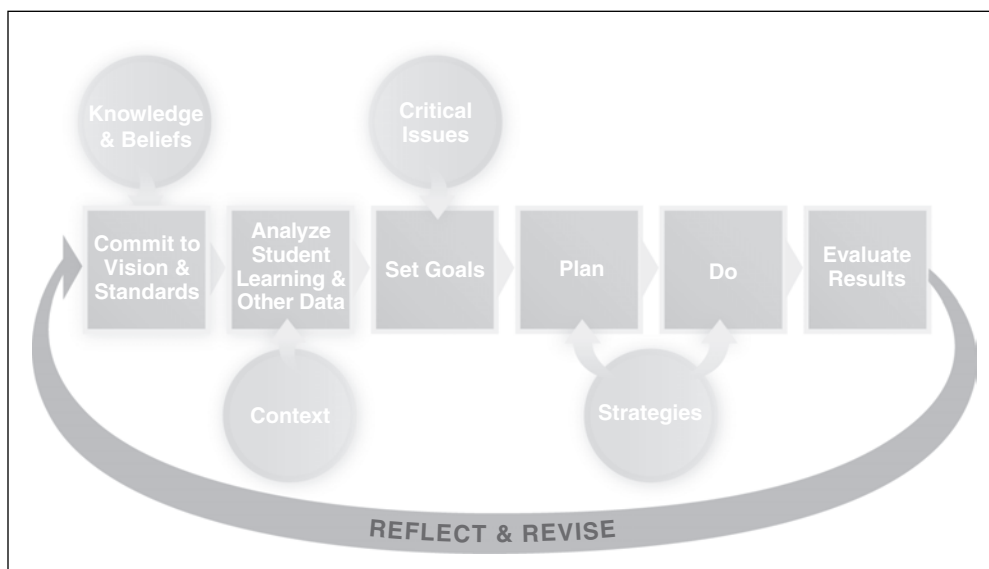 Knowledge
& Beliefs
Critical
Issues
Commit to
Vision &
Standards
Analyze
Student
Learning &
Other Data
Set Goals
Plan
Do
Evaluate
Results
Context
Strategies
REFLECT & REVISE